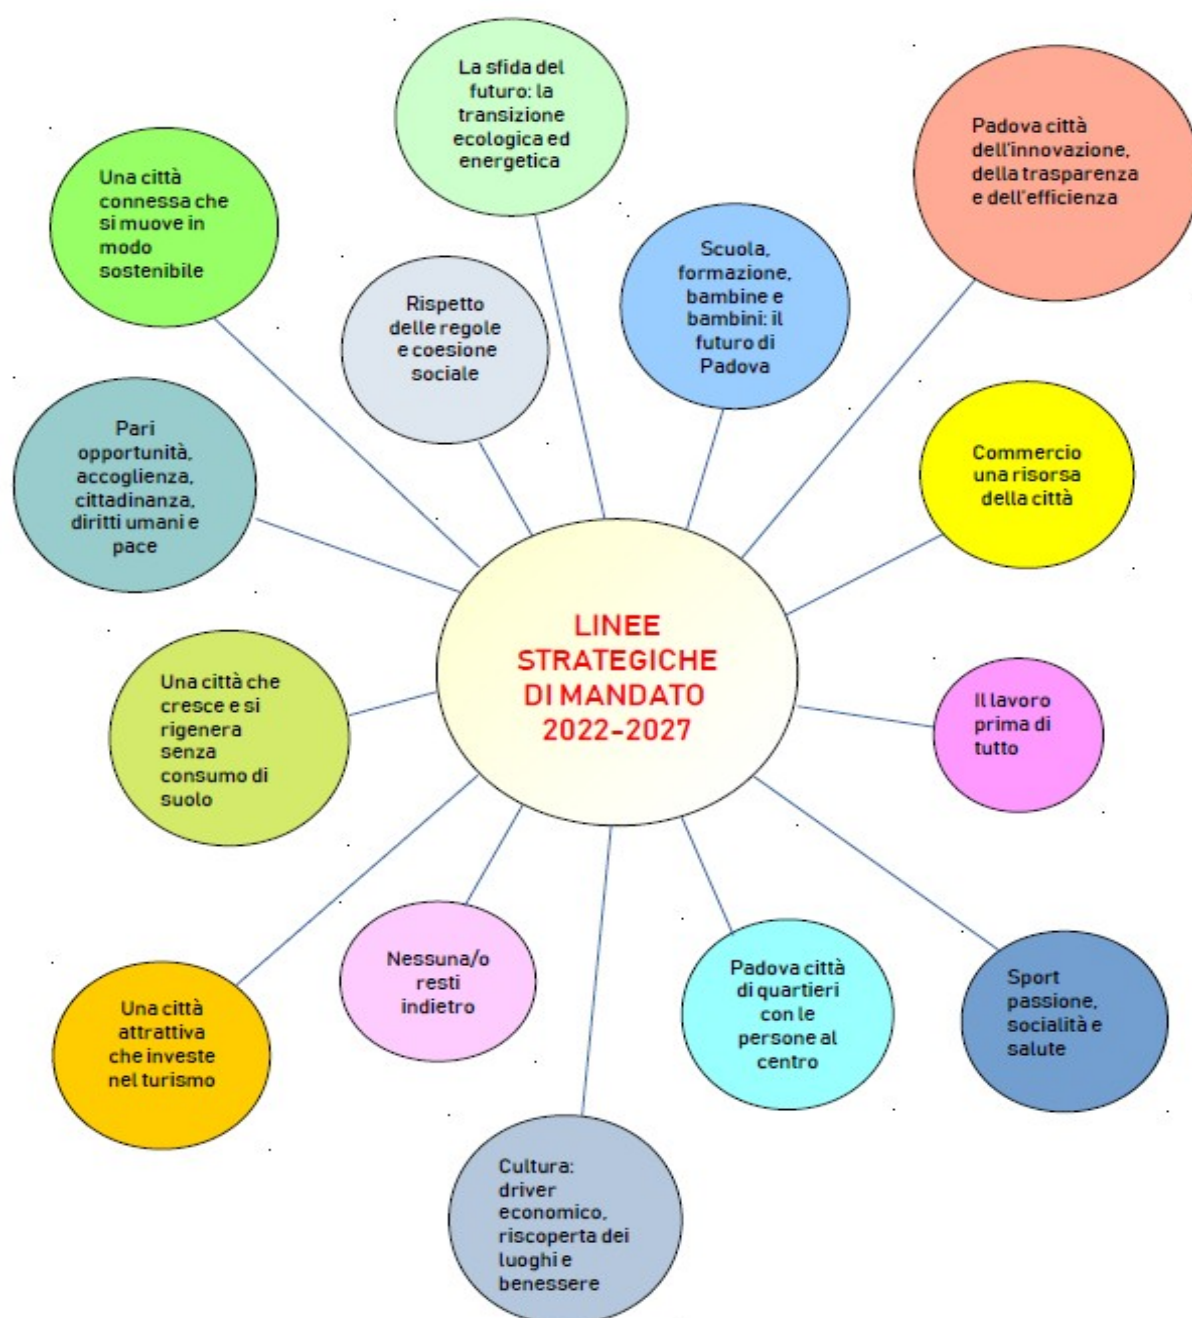 La sfida del
futuro: la
transizione
ecologica ed
energetica
Padova città
dell'innovazione,
della trasparenza
e dell'efficienza
Una città
connessa che
si muove in
modo
sostenibile
Scuola,
formazione,
bambine e
bambini: il
futuro di
Padova
Rispetto
delle regole
e coesione
sociale
Pari
opportunità,
accoglienza,
cittadinanza,
diritti umani e
pace
Commercio
una risorsa
della città
LINEE
STRATEGICHE
DI MANDATO
2022-2027
Una città che
cresce e si
rigenera
senza
consumo di
suolo
Il lavoro
prima di
tutto
Nessuna/o
resti
indietro
Padova città
di quartieri
con le
persone al
centro
Sport
passione,
socialità e
salute
Una città
attrattiva
che investe
nel turismo
Cultura:
driver
economico,
riscoperta dei
luoghi e
benessere